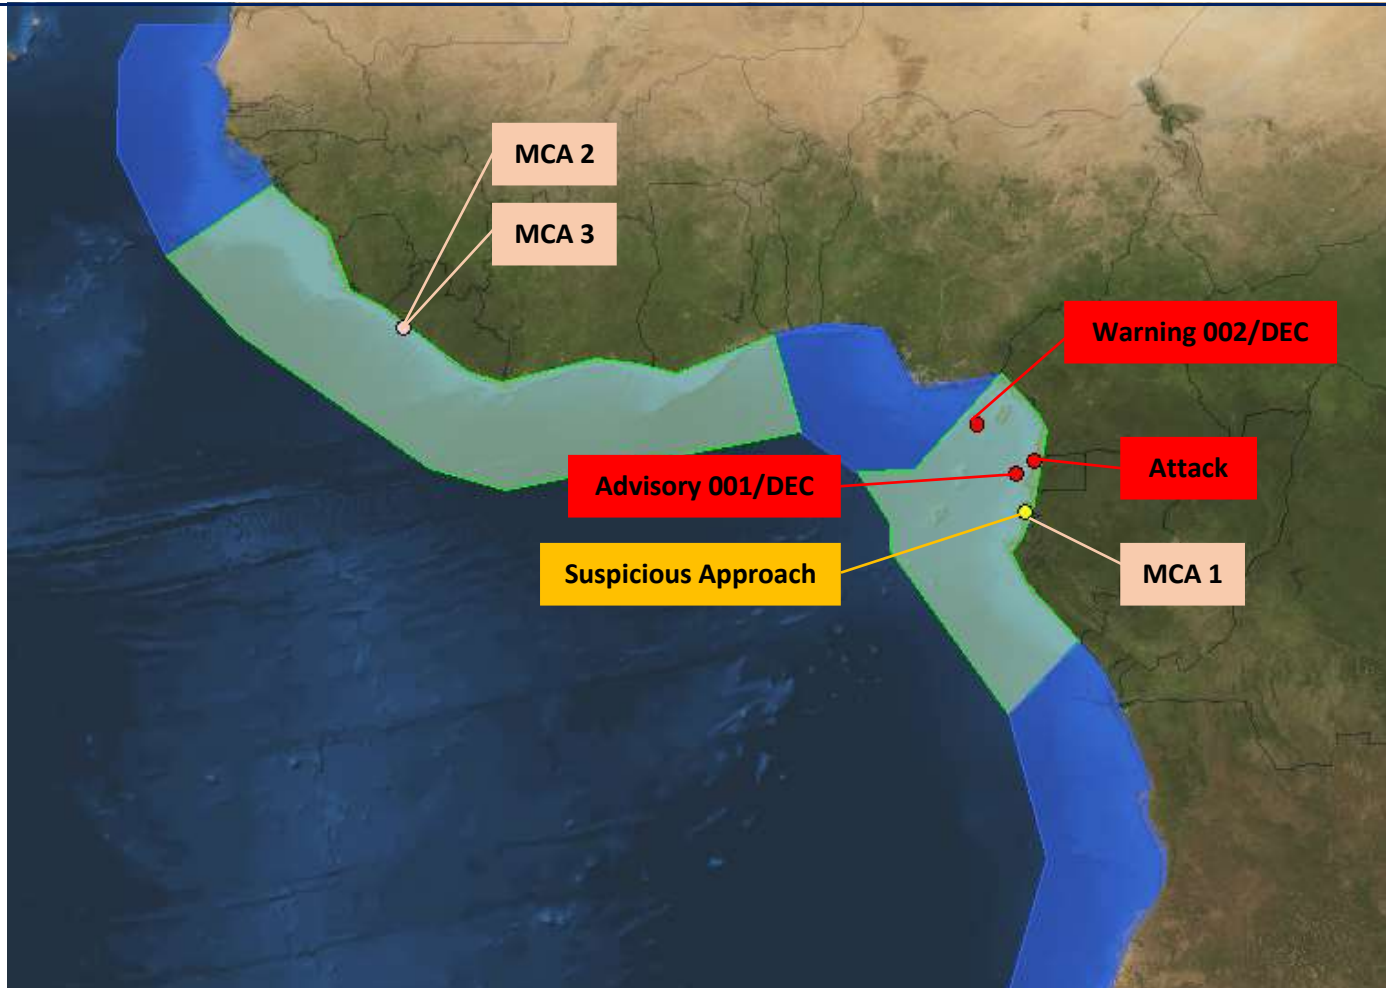 MCA 2
MCA 3
Warning 002/DEC
Attack
Advisory 001/DEC
Suspicious Approach
MCA 1